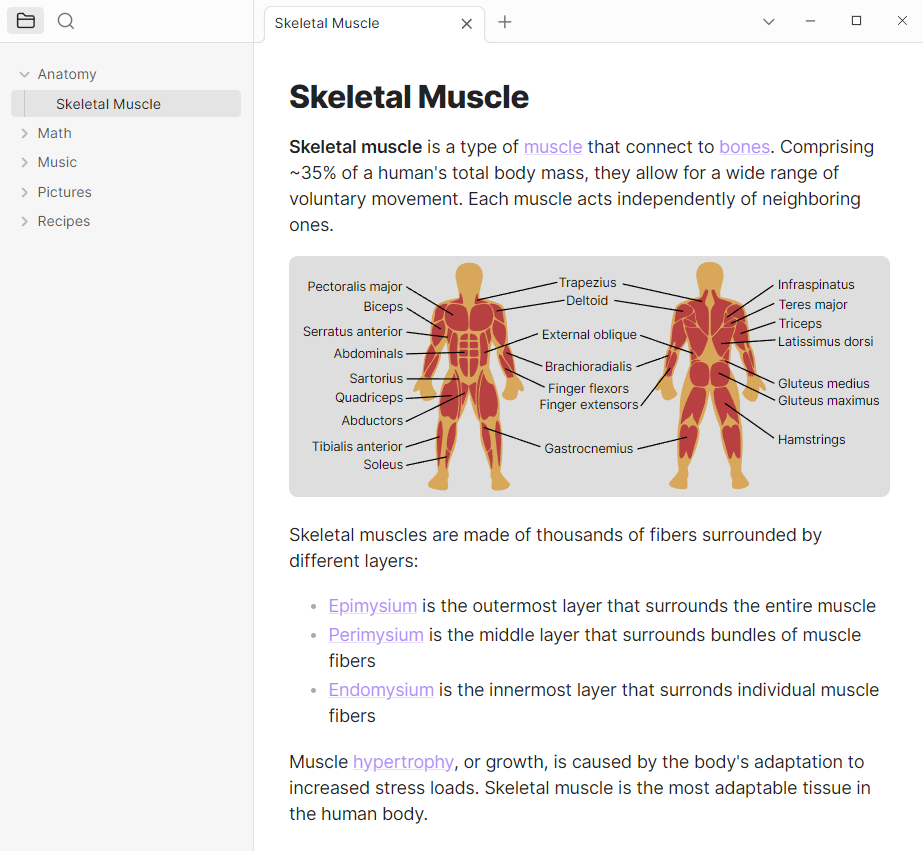 Skeletal Muscle
Anatomy
Skeletal Muscle
Math
Music
Pictures
Recipes
Skeletal Muscle
Skeletal muscle is a type of muscle that connect to bones. Comprising
~35% of a human's total body mass, they allow for a wide range of
voluntary movement. Each muscle acts independently of neighboring
ones.
Pectoralis major
Biceps
Serratus anterior
Abdominals
Sartorius
Quadriceps
Abductors
Tibialis anterior
Soleus
Trapezius
Deltoid
External oblique
Brachioradialis
Finger flexors
Finger extensors
Gastrocnemius
Infraspinatus
Teres major
Triceps
Latissimus dorsi
Gluteus medius
Gluteus maximus
Hamstrings
Skeletal muscles are made of thousands of fibers surrounded by
different layers:
Epimysium is the outermost layer that surrounds the entire muscle
Perimysium is the middle layer that surrounds bundles of muscle
fibers
Endomysium is the innermost layer that surronds individual muscle
fibers
Muscle hypertrophy, or growth, is caused by the body's adaptation to
increased stress loads. Skeletal muscle is the most adaptable tissue in
the human body.